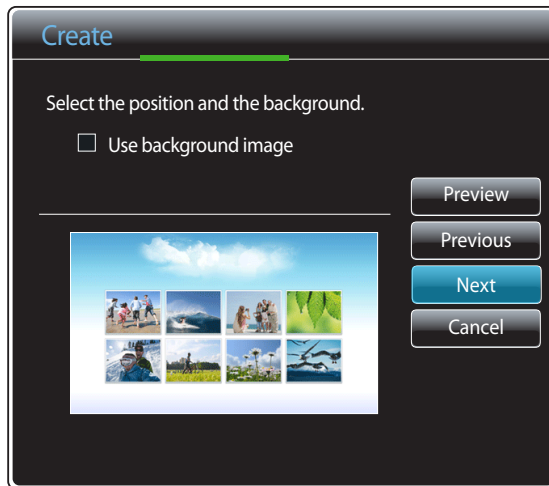 Create
Select the position and the background.
Use background image
Preview
Previous
Next
Cancel